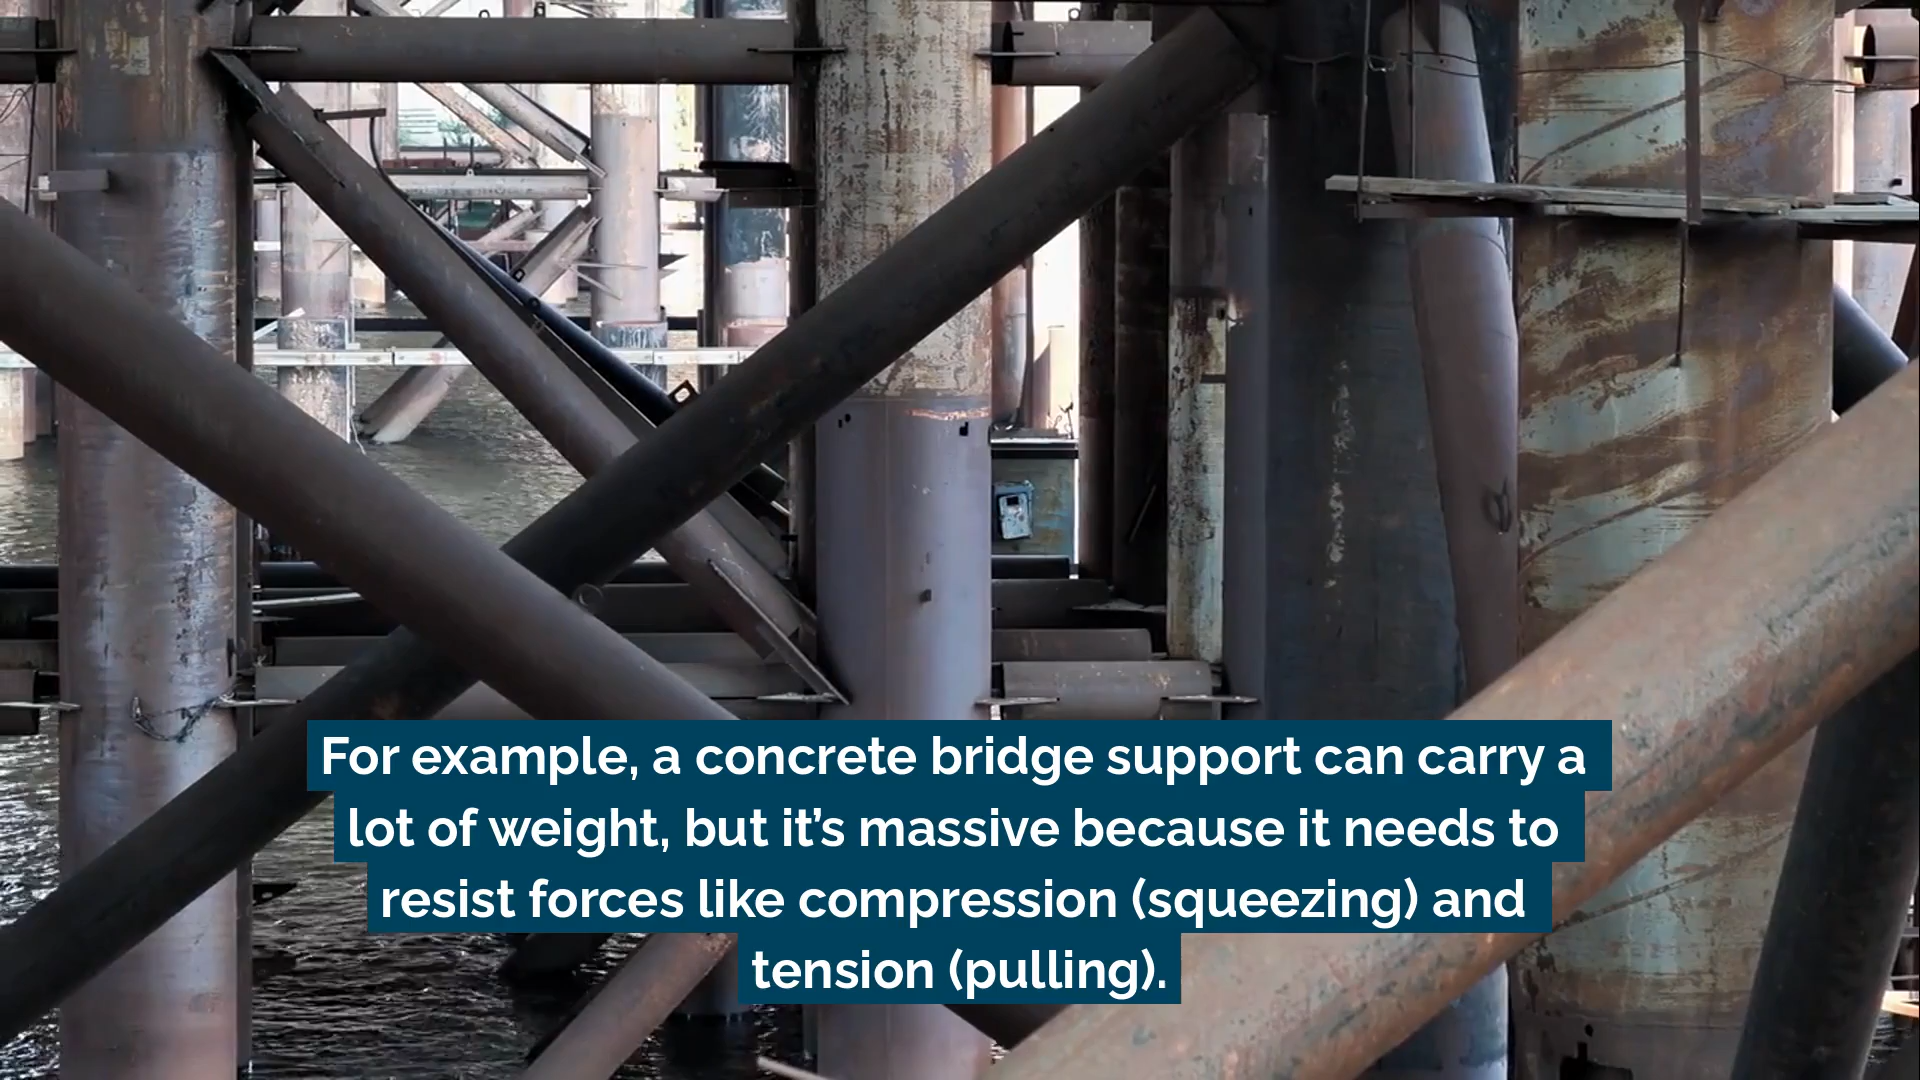 For example, a concrete bridge support can carry a
lot of weight, but it’s massive because it needs to
resist forces like compression (squeezing) and
tension (pulling).